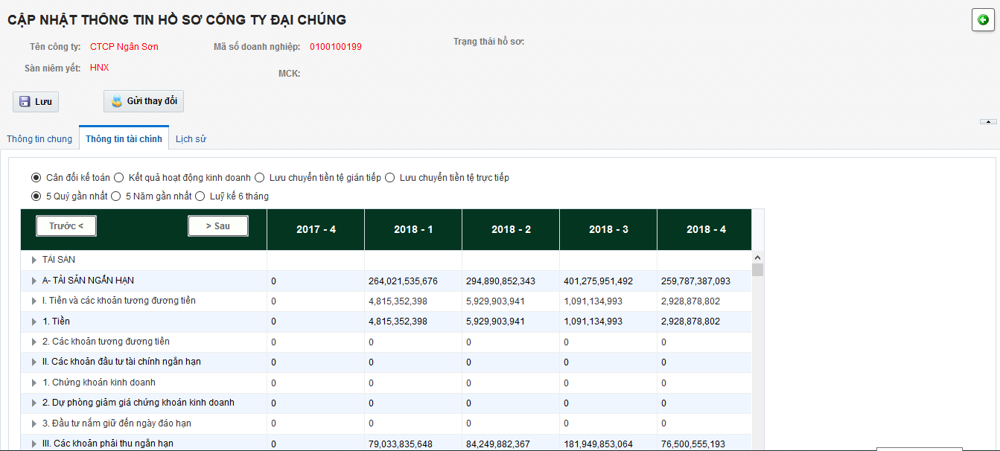 CẬP NHẬT THÔNG TIN HỒ SƠ CÔNG TY ĐẠI CHÚNG
Tên công ty: CTCP Ngân Sơn Mã số doanh nghiệp: 0100100199 Trạng thái hồ sơ:
Sàn niêm yết: HNX MCK:
Lưu Gửi thay đổi
Thông tin chung Thông tin tài chính Lịch sử
Cân đối kế toán Kết quả hoạt động kinh doanh Lưu chuyển tiền tệ gián tiếp Lưu chuyển tiền tệ trực tiếp
5 Quý gần nhất 5 Năm gần nhất Luỹ kế 6 tháng
Trước < > Sau 2017 - 4 2018 - 1 2018 - 2 2018 - 3 2018 - 4
TÀI SẢN
A- TÀI SẢN NGẮN HẠN 0 264,021,535,676 294,890,852,343 401,275,951,492 259,787,387,093
I. Tiền và các khoản tương đương tiền 0 4,815,352,398 5,929,903,941 1,091,134,993 2,928,878,802
1. Tiền 0 4,815,352,398 5,929,903,941 1,091,134,993 2,928,878,802
2. Các khoản tương đương tiền 0 0 0 0 0
II. Các khoản đầu tư tài chính ngắn hạn 0 0 0 0 0
1. Chứng khoán kinh doanh 0 0 0 0 0
2. Dự phòng giảm giá chứng khoán kinh doanh 0 0 0 0 0
3. Đầu tư nắm giữ đến ngày đáo hạn 0 0 0 0 0
III. Các khoản phải thu ngắn hạn 0 79,033,835,648 84,249,882,367 181,949,853,064 76,500,555,193